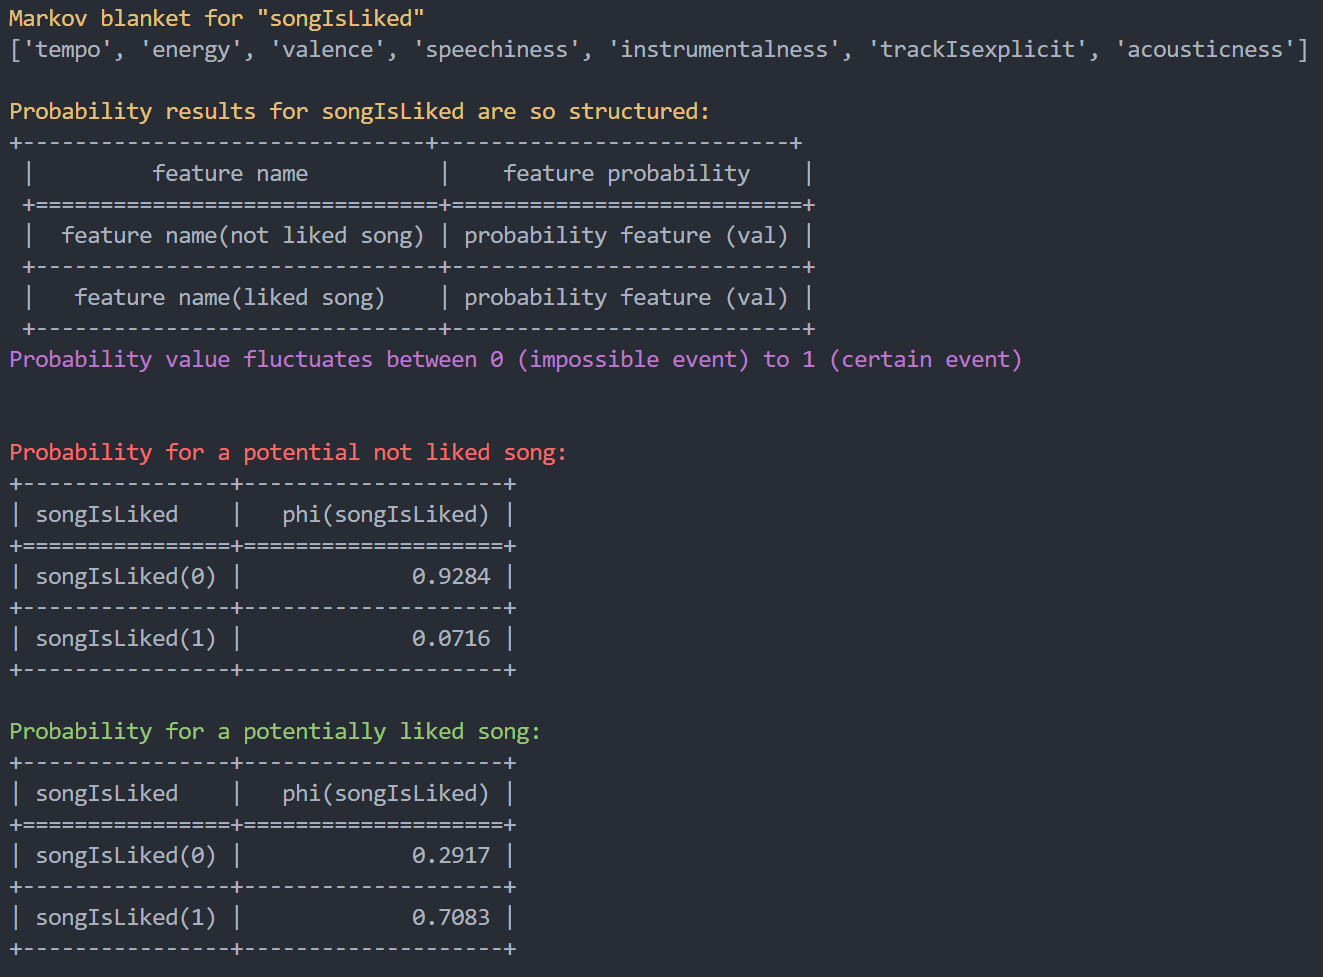 Markov blanket for "songIsLiked"
['tempo', 'energy', 'valence', 'speechiness', 'instrumentalness', 'trackIsexplicit', 'acousticness']
Probability results for songIsLiked are so structured:
+-------------------------------+---------------------------+
 |         feature name          |    feature probability    |
 +===============================+===========================+
 |  feature name(not liked song) | probability feature (val) |
 +-------------------------------+---------------------------+
 |   feature name(liked song)    | probability feature (val) |
 +-------------------------------+---------------------------+
Probability value fluctuates between 0 (impossible event) to 1 (certain event)
Probability for a potential not liked song:
+----------------+--------------------+
| songIsLiked    |   phi(songIsLiked) |
+================+====================+
| songIsLiked(0) |             0.9284 |
+----------------+--------------------+
| songIsLiked(1) |             0.0716 |
+----------------+--------------------+
Probability for a potentially liked song:
+----------------+--------------------+
| songIsLiked    |   phi(songIsLiked) |
+================+====================+
| songIsLiked(0) |             0.2917 |
+----------------+--------------------+
| songIsLiked(1) |             0.7083 |
+----------------+--------------------+